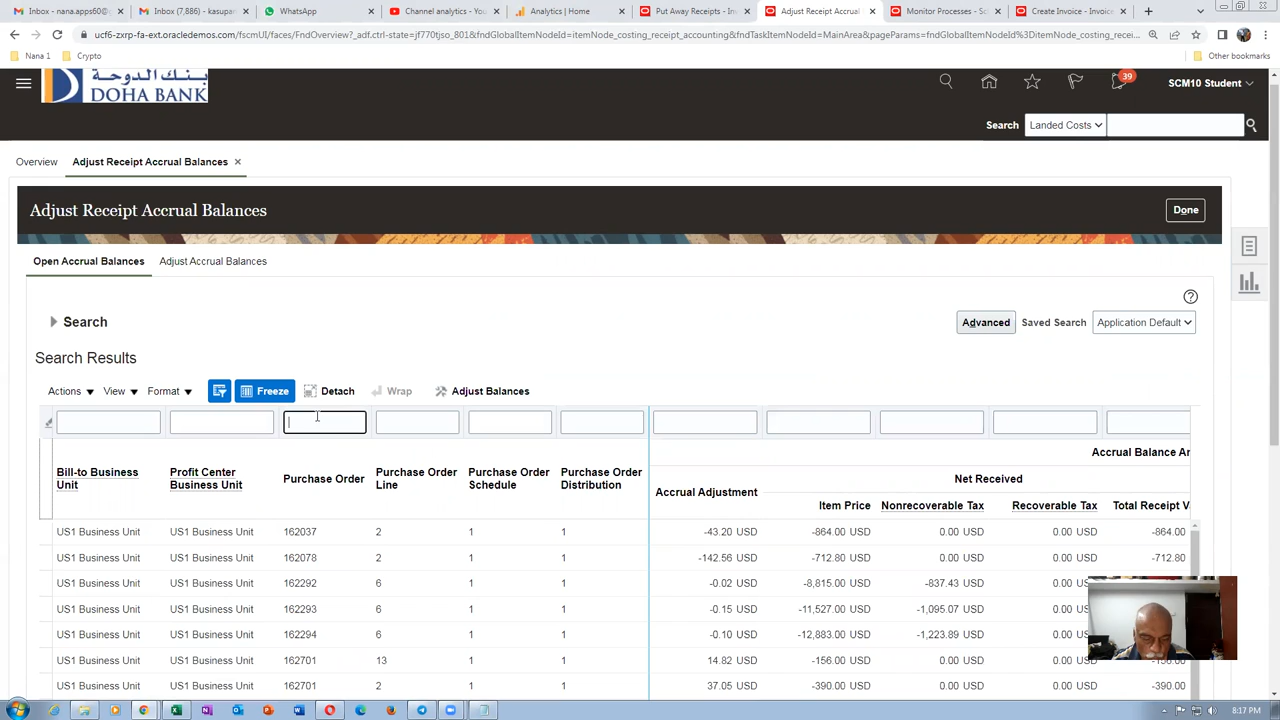 Inbox - nana.apps60@
Inbox (7,886) - kasupar
WhatsApp
Channel analytics - You
Analytics | Home
Put Away Receipts - Inv
Adjust Receipt Accrual
Monitor Processes - Sc
Create Invoice - Invoice
ucf6-zxrp-fa-ext.oracledemos.com/fscmUI/faces/FndOverview?_adf.ctrl-state=jf770tjso_801&fndGlobalItemNodeId=itemNode_costing_receipt_accounting&fndTaskItemNodeId=MainArea&pageParams=fndGlobalItemNodeId%3DitemNode_costing_rec...
Nana 1
Crypto
Other bookmarks
بنك الدوحة
DOHA BANK
39
SCM10 Student
Search
Landed Costs
Overview
Adjust Receipt Accrual Balances
Adjust Receipt Accrual Balances
Done
Open Accrual Balances
Adjust Accrual Balances
Search
Advanced
Saved Search
Application Default
Search Results
Actions
View
Format
Freeze
Detach
Wrap
Adjust Balances
Accrual Balance Ar
Bill-to Business Unit
Profit Center Business Unit
Purchase Order
Purchase Order Line
Purchase Order Schedule
Purchase Order Distribution
Accrual Adjustment
Net Received
Item Price
Nonrecoverable Tax
Recoverable Tax
Total Receipt V
US1 Business Unit US1 Business Unit 162037 2 1 1 -43.20 USD -864.00 USD 0.00 USD 0.00 USD -864.00
US1 Business Unit US1 Business Unit 162078 2 1 1 -142.56 USD -712.80 USD 0.00 USD 0.00 USD -712.80
US1 Business Unit US1 Business Unit 162292 6 1 1 -0.02 USD -8,815.00 USD -837.43 USD 0.00 USD
US1 Business Unit US1 Business Unit 162293 6 1 1 -0.15 USD -11,527.00 USD -1,095.07 USD 0.00 USD
US1 Business Unit US1 Business Unit 162294 6 1 1 -0.10 USD -12,883.00 USD -1,223.89 USD 0.00 USD
US1 Business Unit US1 Business Unit 162701 13 1 1 14.82 USD -156.00 USD 0.00 USD 0.00 USD -156.00
US1 Business Unit US1 Business Unit 162701 2 1 1 37.05 USD -390.00 USD 0.00 USD 0.00 USD -390.00
8:17 PM